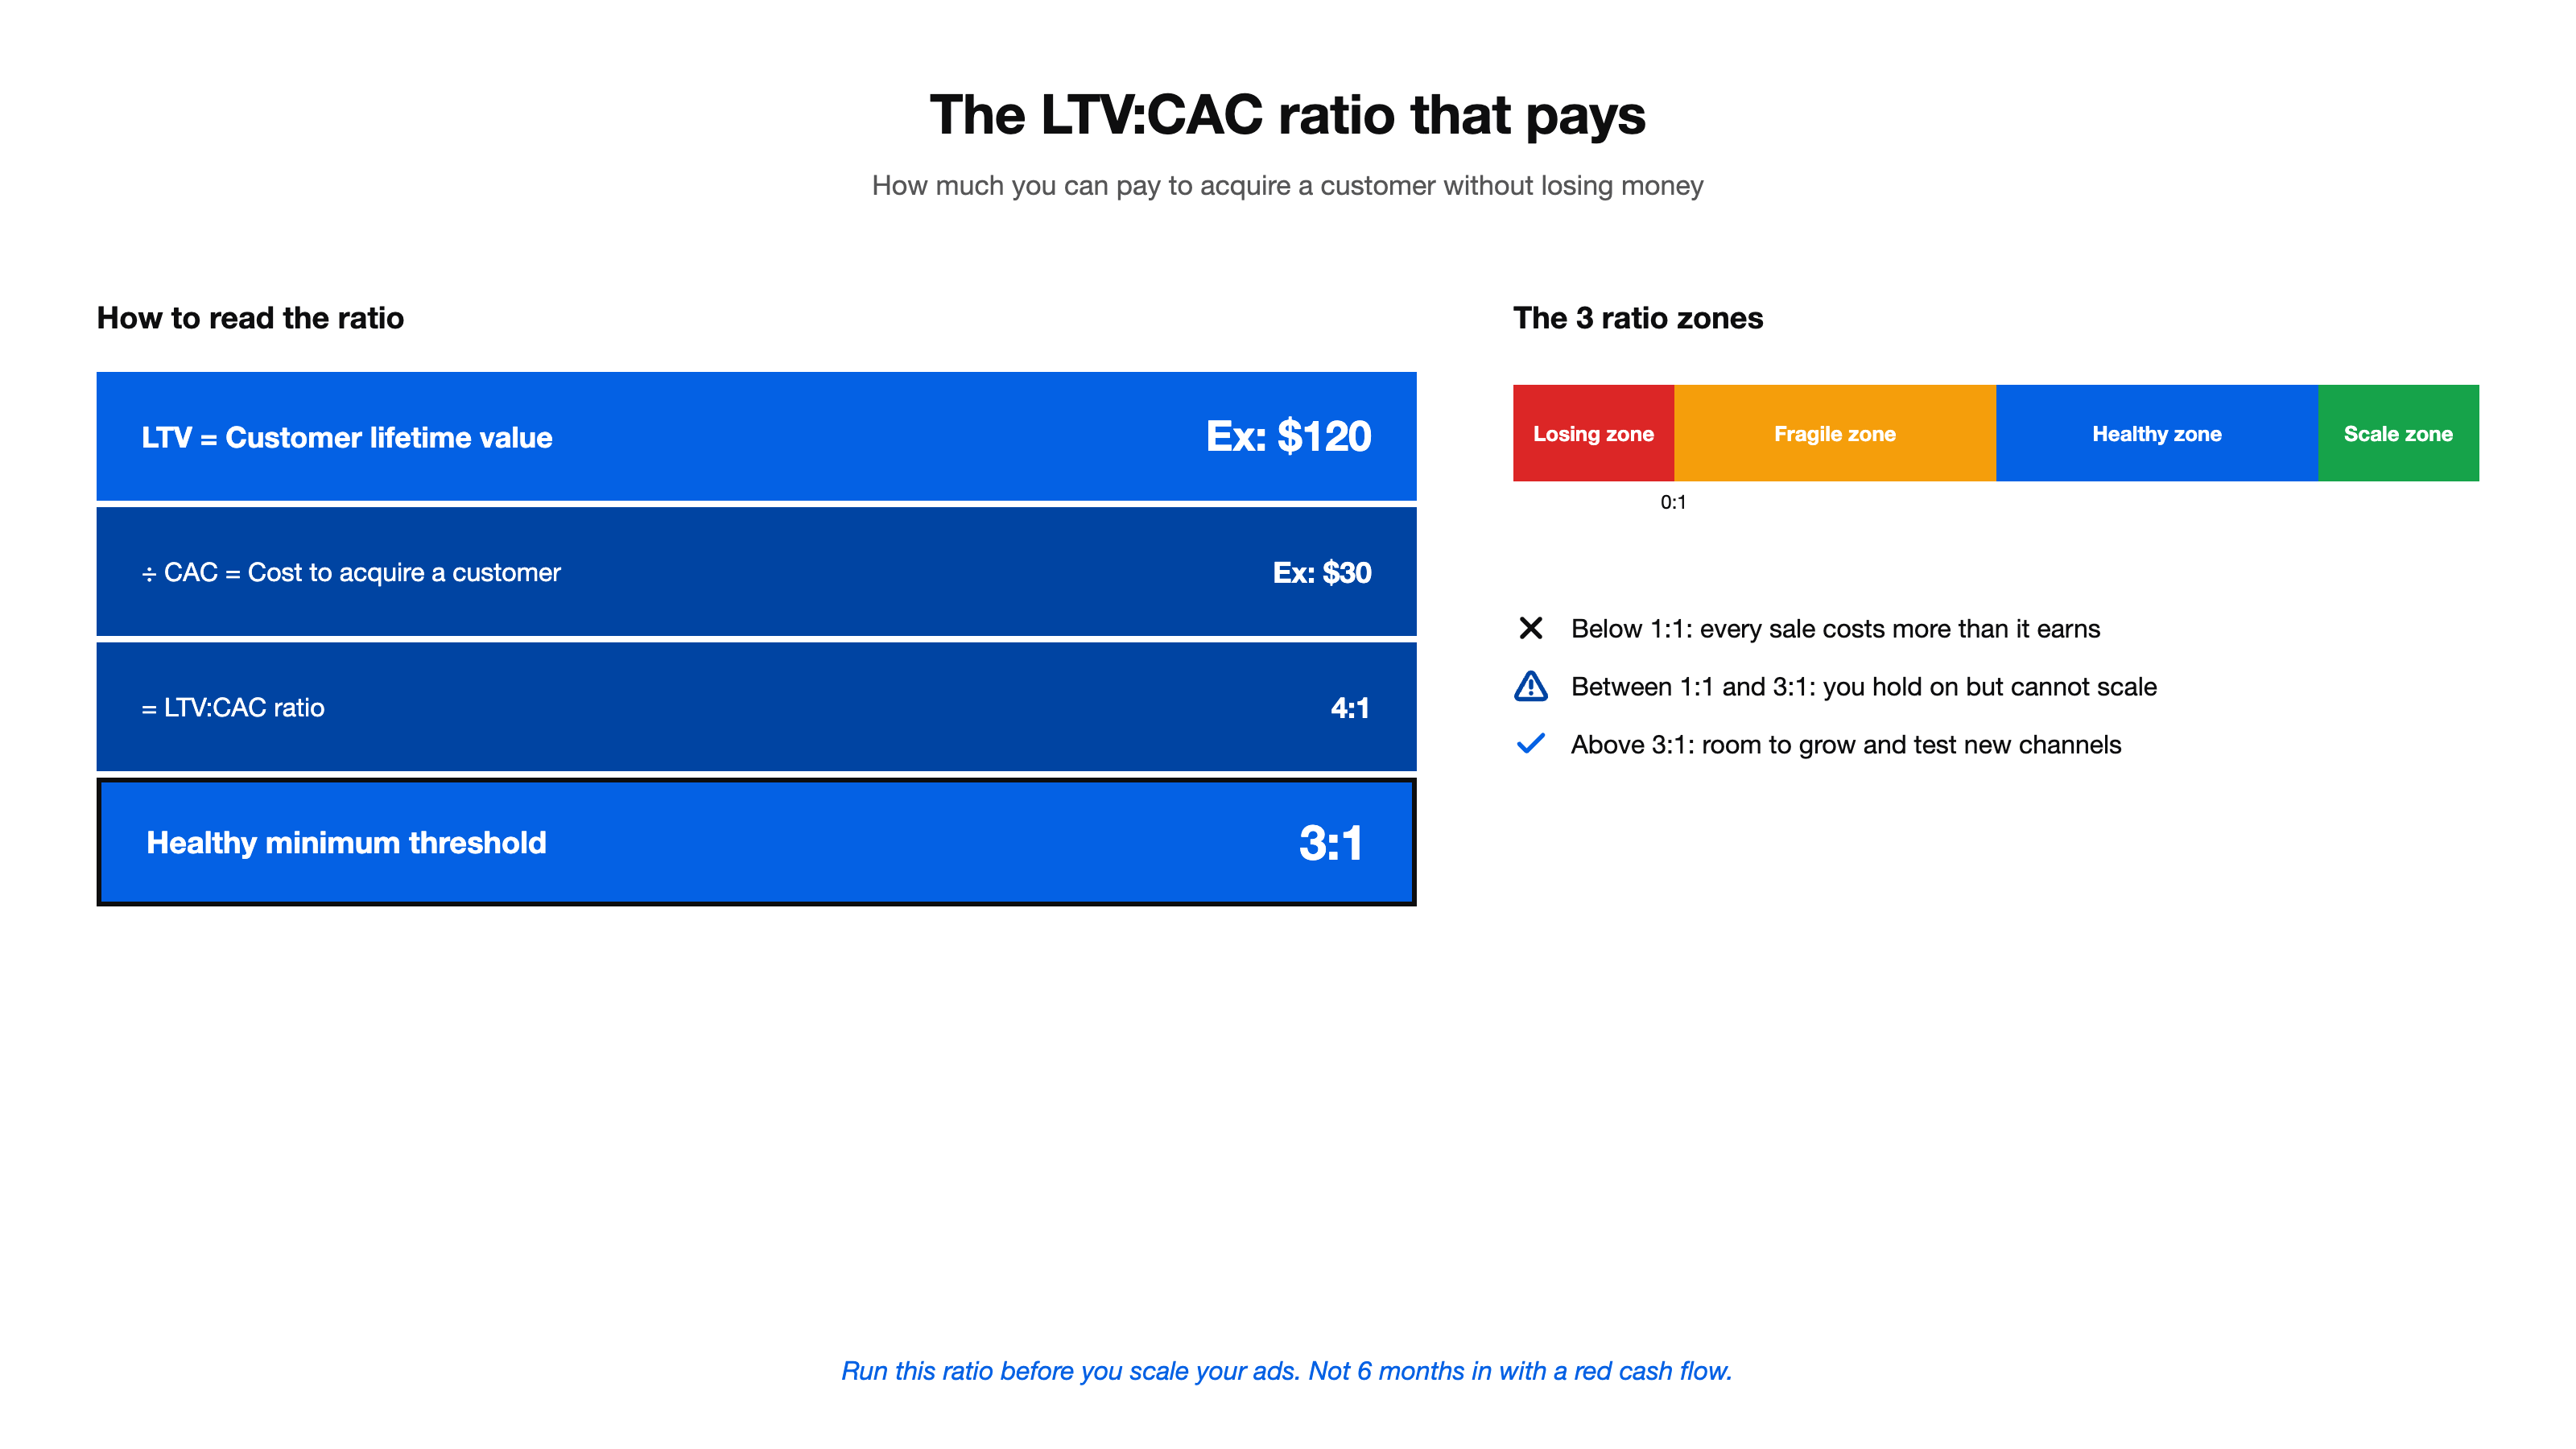 The LTV:CAC ratio that pays
How much you can pay to acquire a customer without losing money
How to read the ratio
LTV = Customer lifetime value
Ex: $120
÷ CAC = Cost to acquire a customer
Ex: $30
= LTV:CAC ratio
4:1
Healthy minimum threshold
3:1
The 3 ratio zones
Losing zone
Fragile zone
Healthy zone
Scale zone
0:1
Below 1:1: every sale costs more than it earns
Between 1:1 and 3:1: you hold on but cannot scale
Above 3:1: room to grow and test new channels
Run this ratio before you scale your ads. Not 6 months in with a red cash flow.